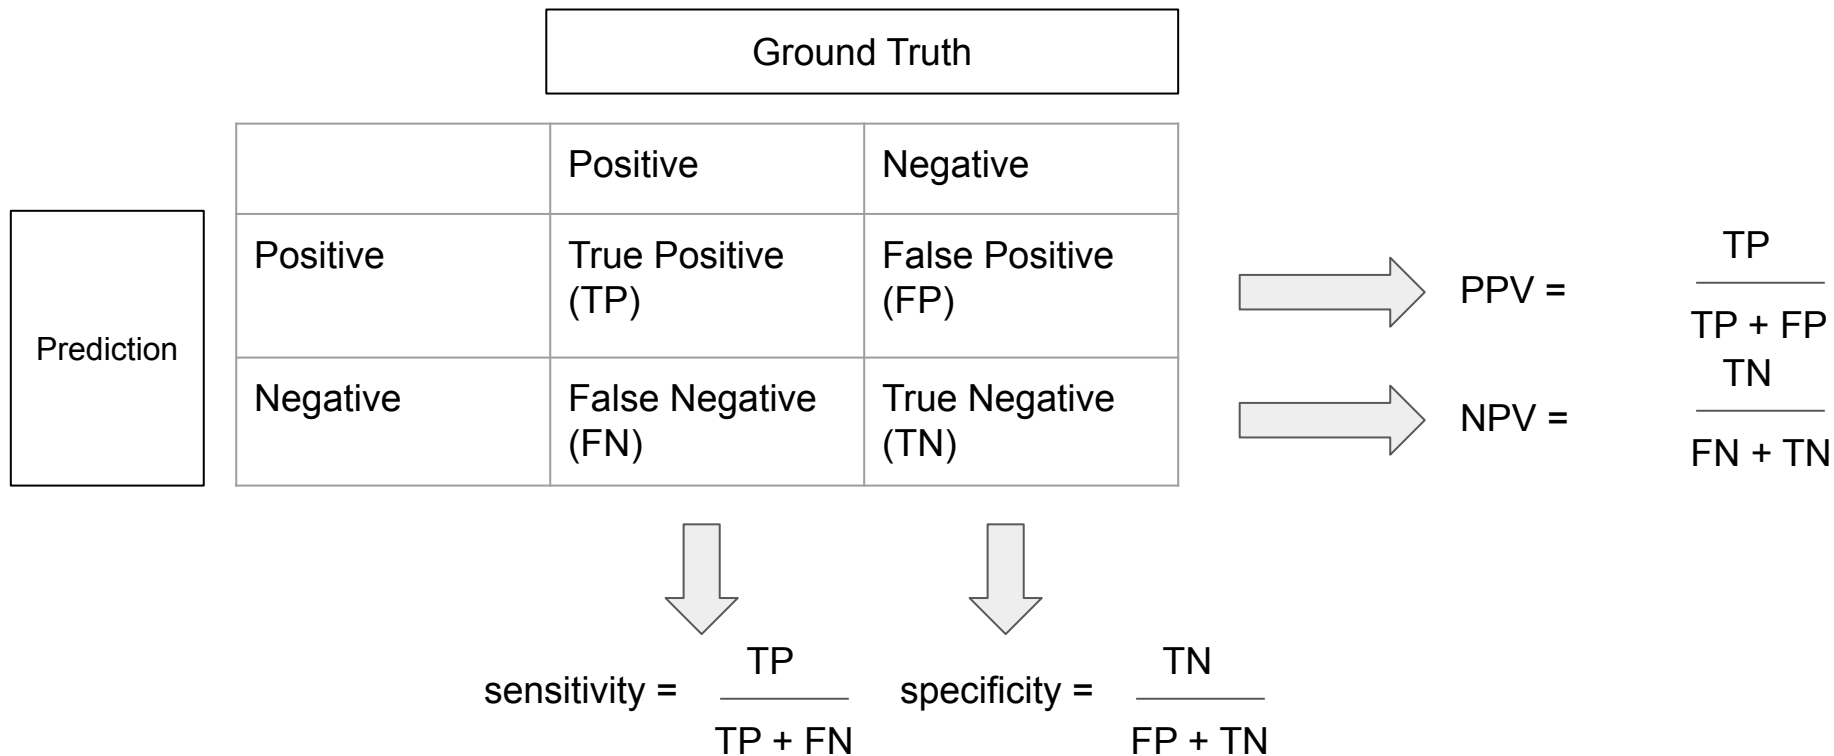 Ground Truth
Positive Negative
Prediction
Positive True Positive (TP) False Positive (FP)
Negative False Negative (FN) True Negative (TN)
PPV =
TP
TP + FP
NPV =
TN
FN + TN
sensitivity =
TP
TP + FN
specificity =
TN
FP + TN